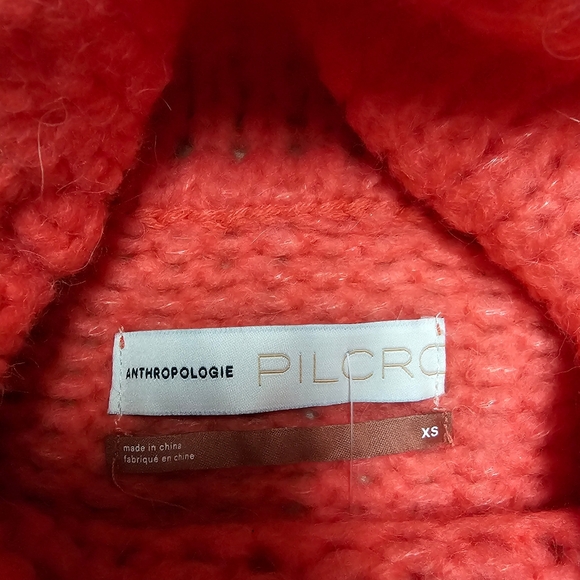 ANTHROPOLOGIE PILCRO
XS
made in china
fabriqué en chine